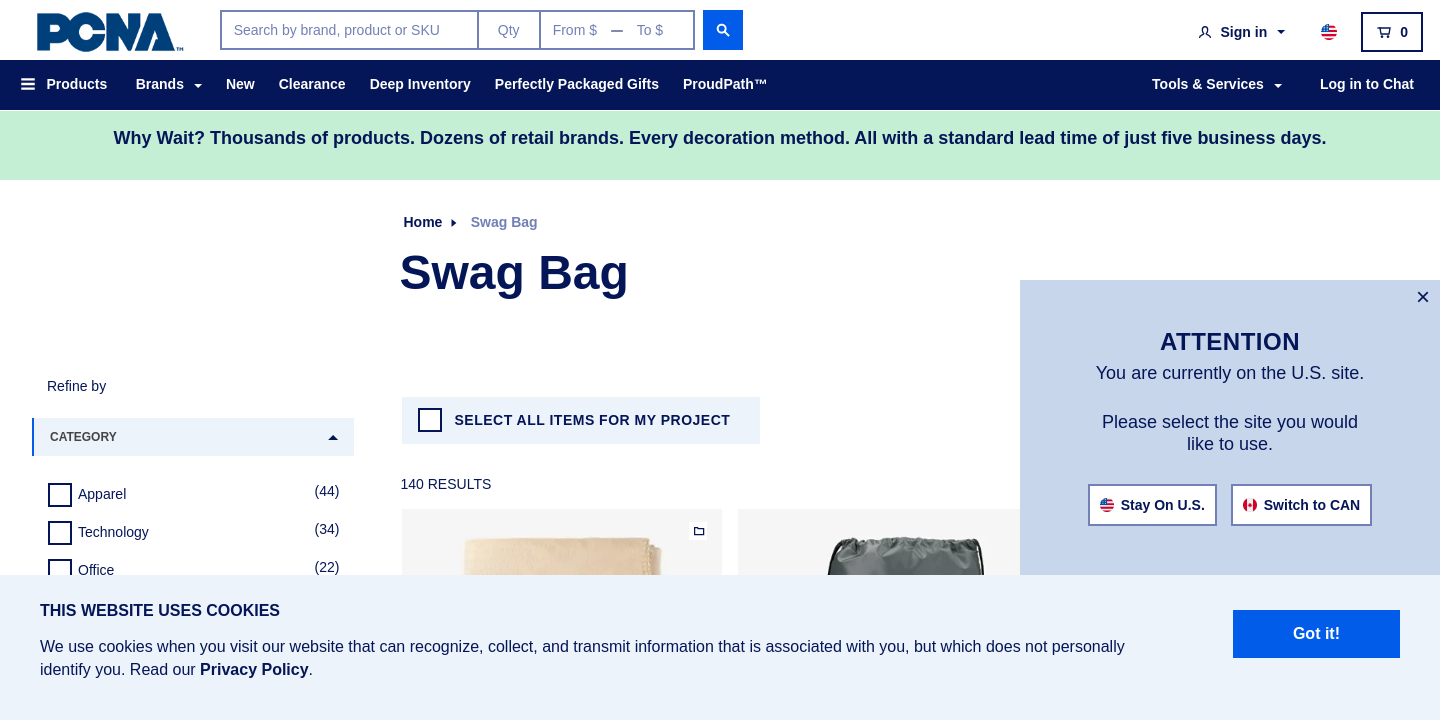 PCNA™
Search by brand, product or SKU
Qty
From $ — To $
Sign in
0
Products
Brands
New
Clearance
Deep Inventory
Perfectly Packaged Gifts
ProudPath™
Tools & Services
Log in to Chat
Why Wait? Thousands of products. Dozens of retail brands. Every decoration method. All with a standard lead time of just five business days.
Home
Swag Bag
Swag Bag
Refine by
CATEGORY
Apparel (44)
Technology (34)
Office (22)
SELECT ALL ITEMS FOR MY PROJECT
140 RESULTS
ATTENTION
You are currently on the U.S. site.
Please select the site you would
like to use.
Stay On U.S.
Switch to CAN
THIS WEBSITE USES COOKIES
We use cookies when you visit our website that can recognize, collect, and transmit information that is associated with you, but which does not personally
identify you. Read our Privacy Policy.
Got it!